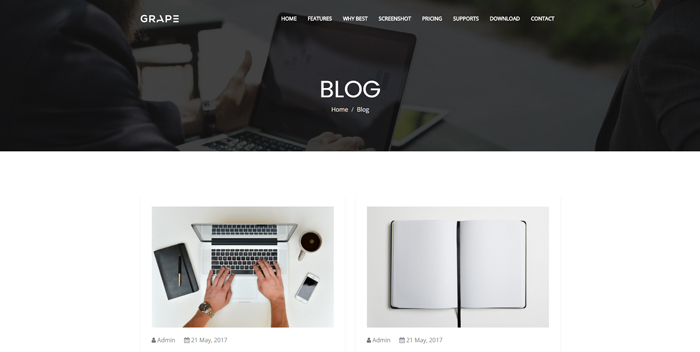 GRAPE
HOME FEATURES WHY BEST SCREENSHOT PRICING SUPPORTS DOWNLOAD CONTACT
BLOG
Home / Blog
Admin 21 May, 2017
Admin 21 May, 2017